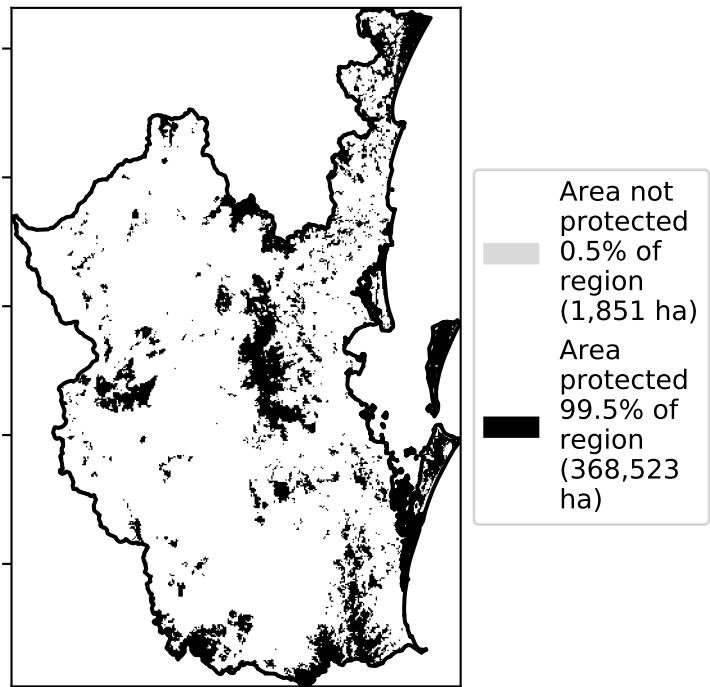 Area not
protected
0.5% of
region
(1,851 ha)
Area
protected
99.5% of
region
(368,523
ha)